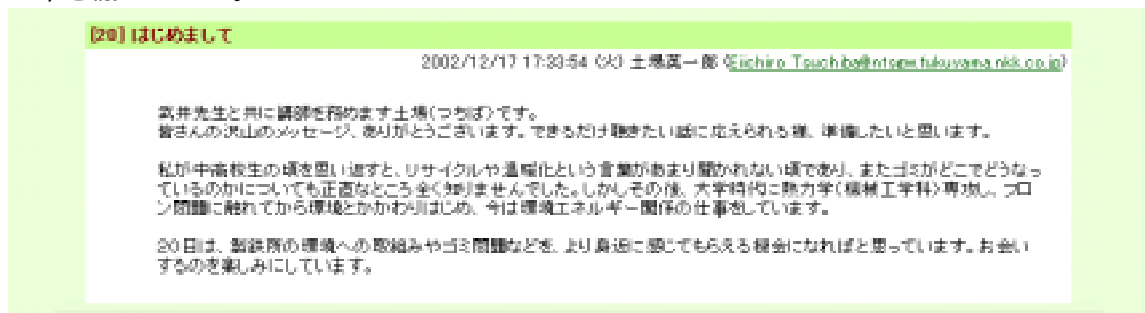 [20] はじめまして
2002/12/17 17:33:54 (火) 土場英一郎
武井先生と共に講師を務めます土場(つちば)です。
皆さんの沢山のメッセージ、ありがとうございます。できるだけ聴きたい話に応えられる様、準備したいと思います。
私が中高校生の頃を思い返すと、リサイクルや温暖化という言葉があまり聞かれない頃であり、またゴミがどこでどうなっ
ているのかについても正直なところ全く知りませんでした。しかしその後、大学時代に熱力学(機械工学科)専攻し、フロ
ン問題に触れてから環境とかかわりはじめ、今は環境エネルギー関係の仕事をしています。
20日は、製鉄所の環境への取組みやゴミ問題などを、より身近に感じてもらえる機会になればと思っています。お会い
するのを楽しみにしています。